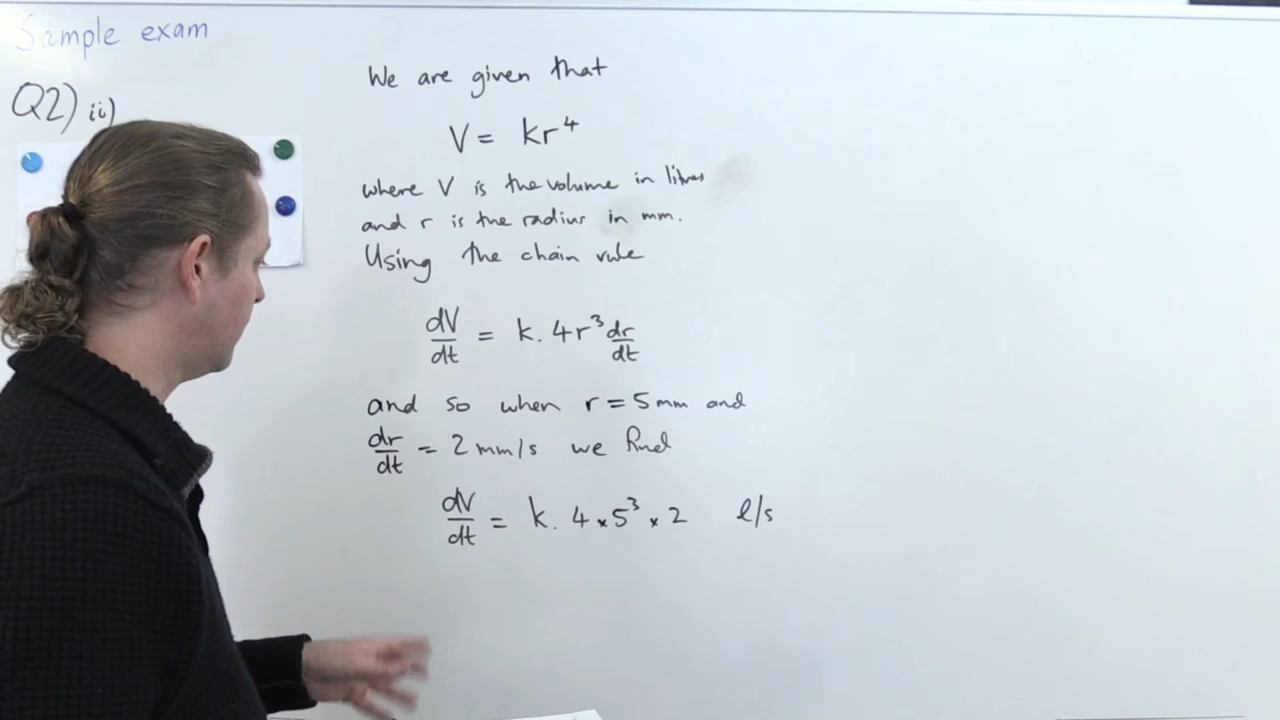 Sample exam
Q2) ii)
We are given that
V = kr⁴
where V is the volume in litres
and r is the radius in mm.
Using the chain rule
dV/dt = k. 4r³ dr/dt
and so when r = 5mm and
dr/dt = 2 mm/s we find
dV/dt = k. 4 × 5³ × 2 ℓ/s